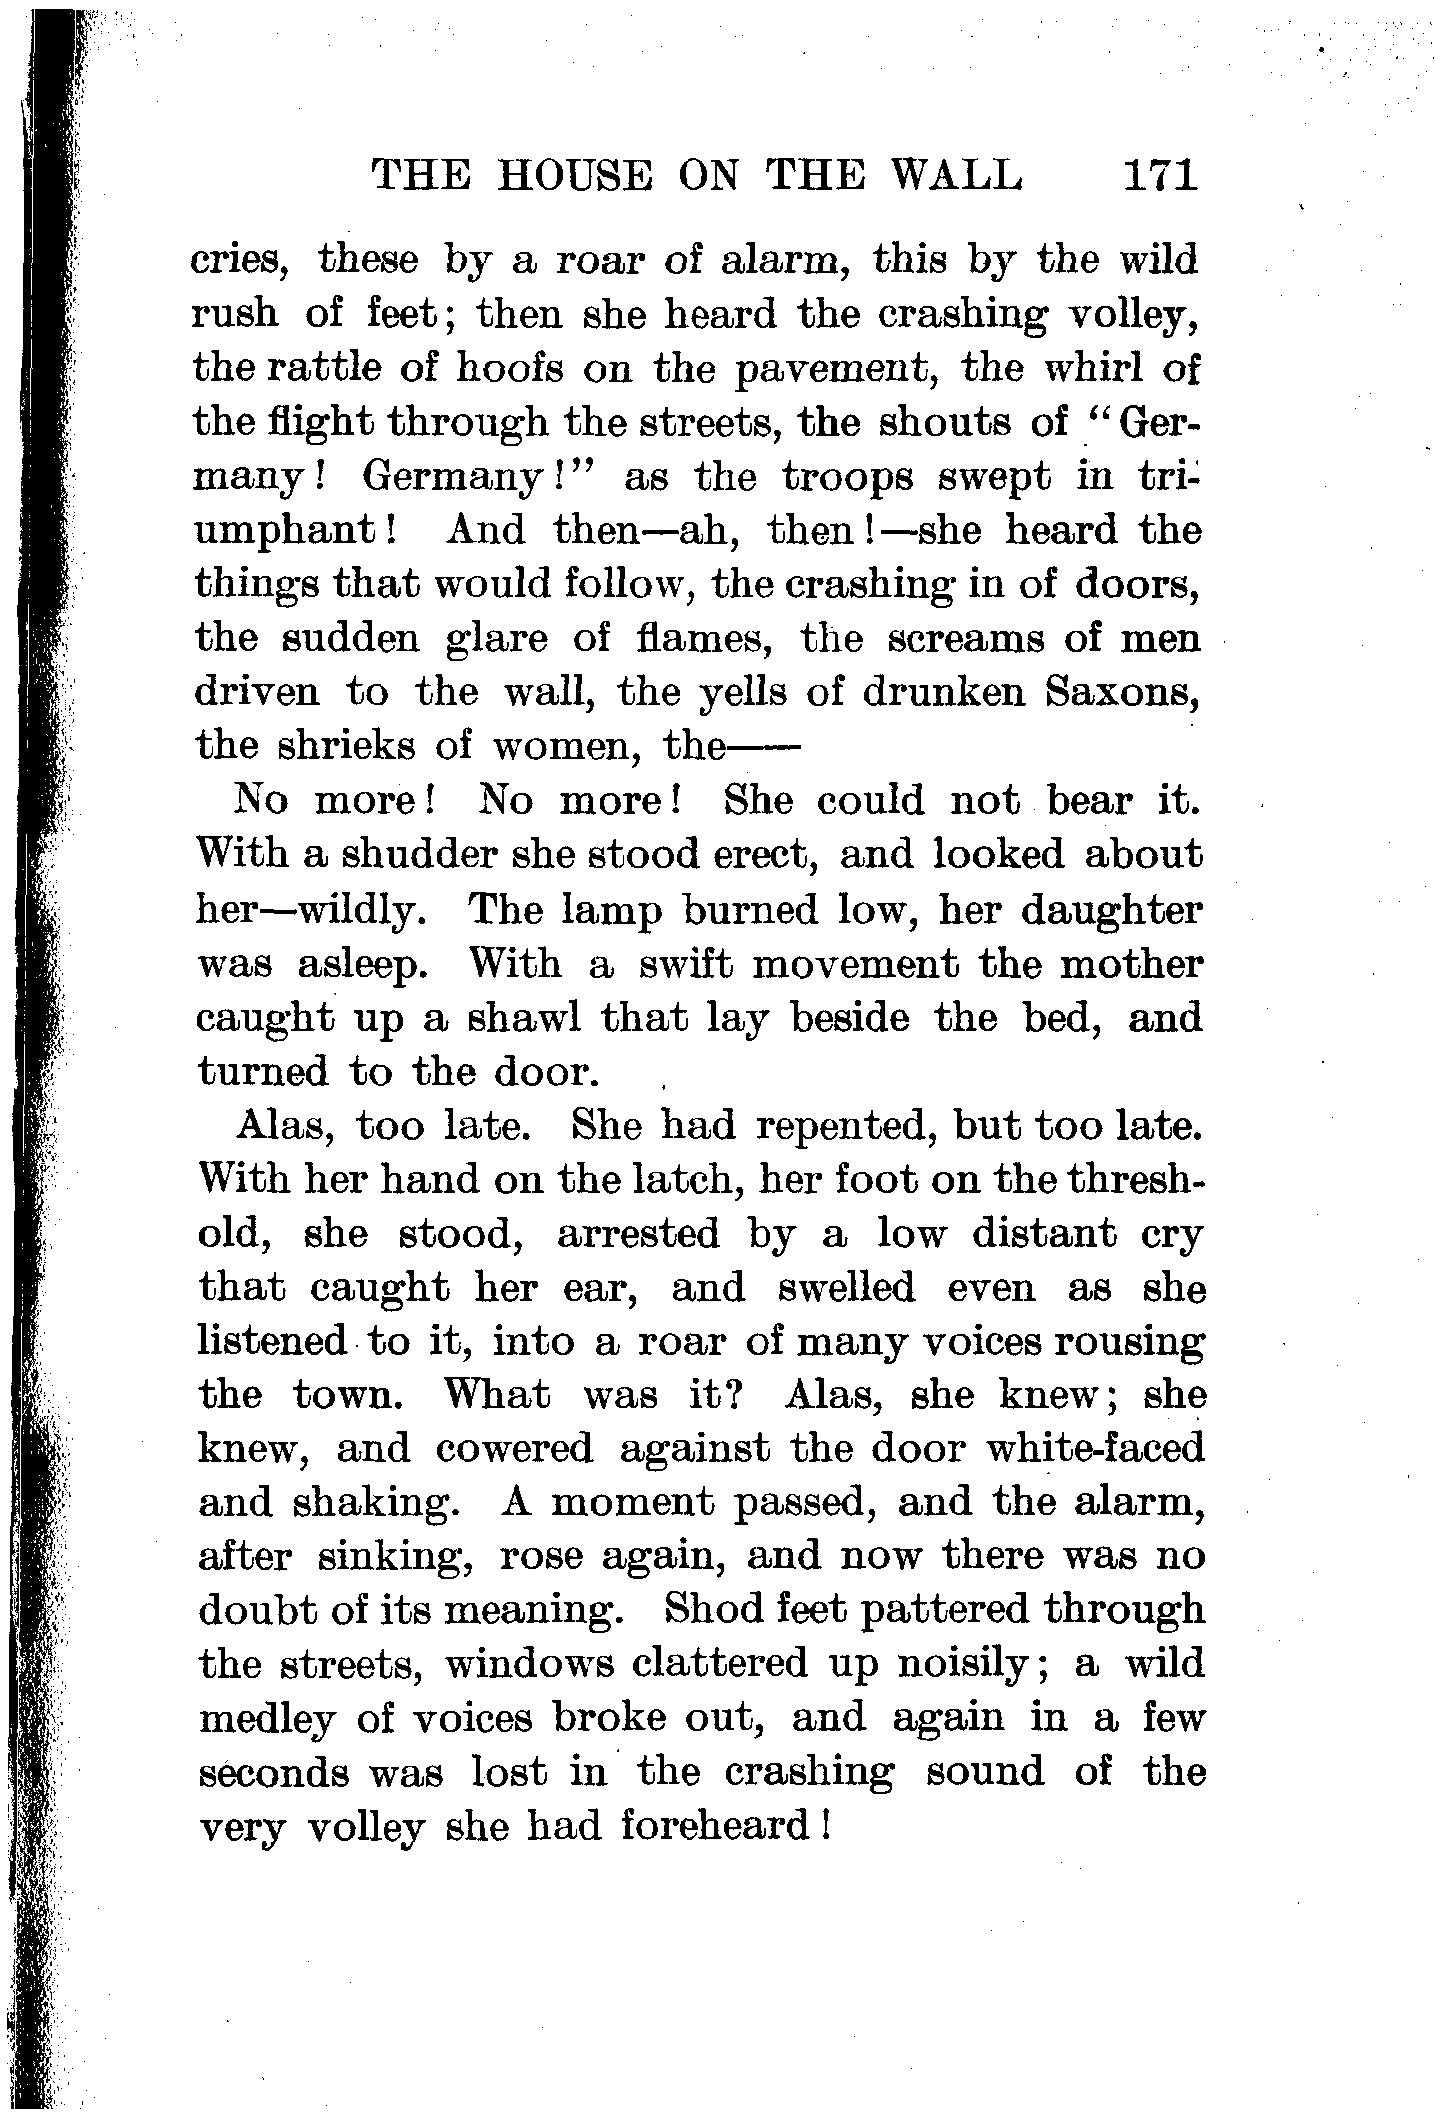 THE HOUSE ON THE WALL 171
cries, these by a roar of alarm, this by the wild
rush of feet; then she heard the crashing volley,
the rattle of hoofs on the pavement, the whirl of
the flight through the streets, the shouts of “Ger-
many! Germany!” as the troops swept in tri-
umphant! And then—ah, then!—she heard the
things that would follow, the crashing in of doors,
the sudden glare of flames, the screams of men
driven to the wall, the yells of drunken Saxons,
the shrieks of women, the——
No more! No more! She could not bear it.
With a shudder she stood erect, and looked about
her—wildly. The lamp burned low, her daughter
was asleep. With a swift movement the mother
caught up a shawl that lay beside the bed, and
turned to the door.
Alas, too late. She had repented, but too late.
With her hand on the latch, her foot on the thresh-
old, she stood, arrested by a low distant cry
that caught her ear, and swelled even as she
listened to it, into a roar of many voices rousing
the town. What was it? Alas, she knew; she
knew, and cowered against the door white-faced
and shaking. A moment passed, and the alarm,
after sinking, rose again, and now there was no
doubt of its meaning. Shod feet pattered through
the streets, windows clattered up noisily; a wild
medley of voices broke out, and again in a few
seconds was lost in the crashing sound of the
very volley she had foreheard!